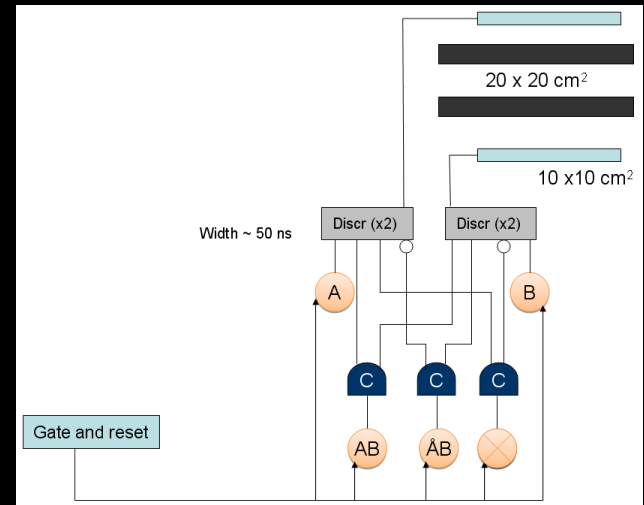 20 x 20 cm²
10 x10 cm²
Width ~ 50 ns
Discr (x2)
Discr (x2)
A
B
C
C
C
Gate and reset
AB
ÅB